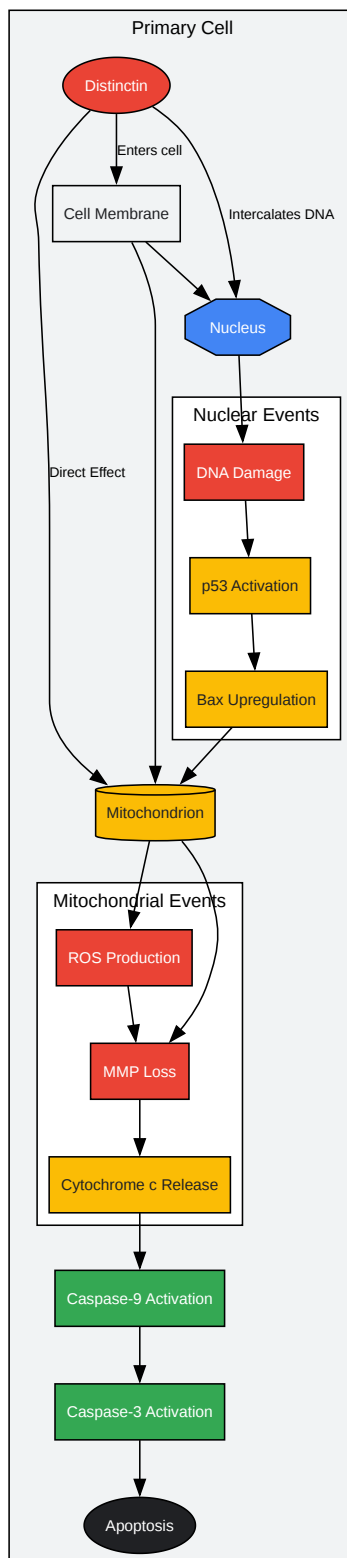 Primary Cell
Distinctin
Enters cell
Cell Membrane
Intercalates DNA
Nucleus
Nuclear Events
Direct Effect
DNA Damage
p53 Activation
Bax Upregulation
Mitochondrion
Mitochondrial Events
ROS Production
MMP Loss
Cytochrome c Release
Caspase-9 Activation
Caspase-3 Activation
Apoptosis